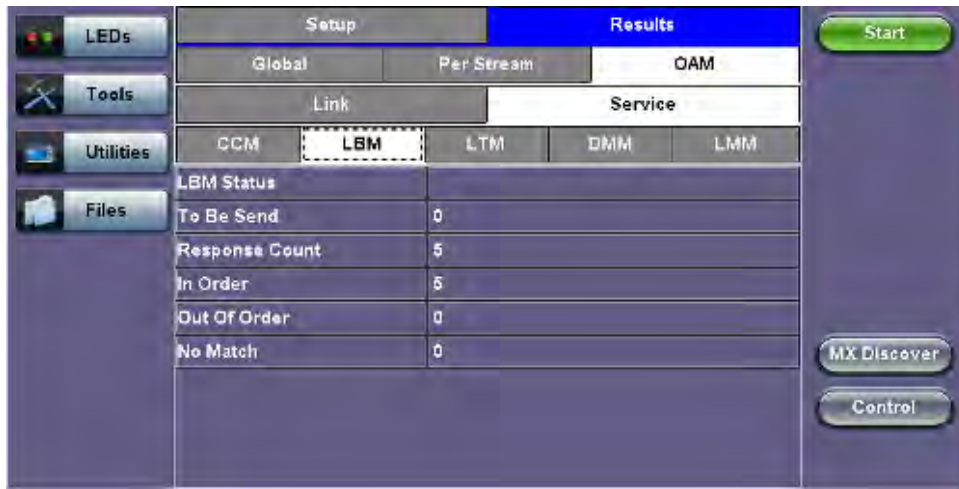 LEDs
Tools
Utilities
Files
Setup Results
Global Per Stream OAM
Link Service
CCM LBM LTM DMM LMM
LBM Status
To Be Send 0
Response Count 5
In Order 5
Out Of Order 0
No Match 0
Start
MX Discover
Control